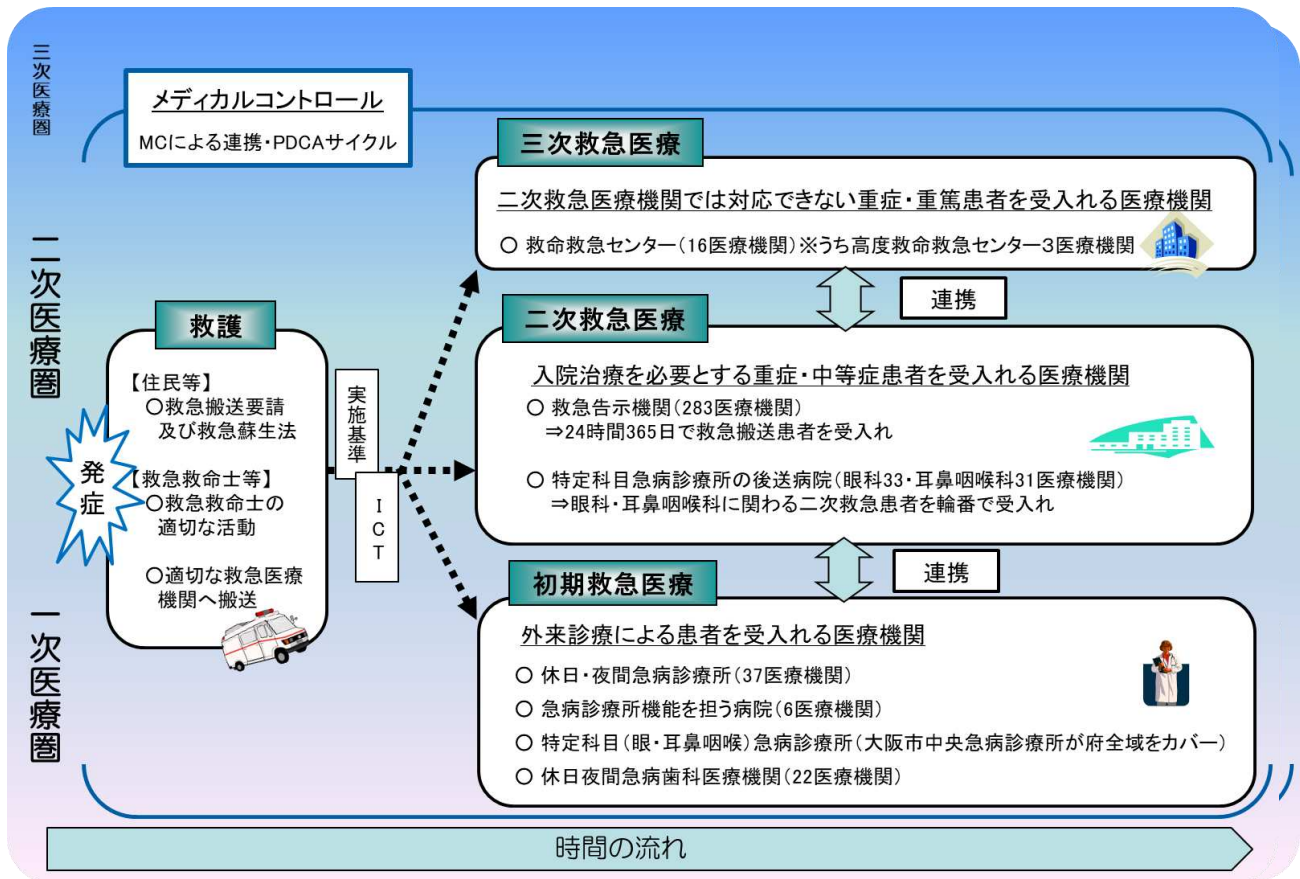 三次医療圏
メディカルコントロール
MCによる連携・PDCAサイクル
三次救急医療
二次救急医療機関では対応できない重症・重篤患者を受入れる医療機関
○ 救命救急センター（16医療機関）※うち高度救命救急センター３医療機関
連携
二次医療圏
救護
【住民等】
○救急搬送要請
及び救急蘇生法
【救急救命士等】
○救急救命士の
適切な活動
○適切な救急医療
機関へ搬送
発症
実施基準
ICT
二次救急医療
入院治療を必要とする重症・中等症患者を受入れる医療機関
○ 救急告示機関（283医療機関）
⇒24時間365日で救急搬送患者を受入れ
○ 特定科目急病診療所の後送病院（眼科33・耳鼻咽喉科31医療機関）
⇒眼科・耳鼻咽喉科に関わる二次救急患者を輪番で受入れ
連携
一次医療圏
初期救急医療
外来診療による患者を受入れる医療機関
○ 休日・夜間急病診療所（37医療機関）
○ 急病診療所機能を担う病院（6医療機関）
○ 特定科目（眼・耳鼻咽喉）急病診療所（大阪市中央急病診療所が府全域をカバー）
○ 休日夜間急病歯科医療機関（22医療機関）
時間の流れ